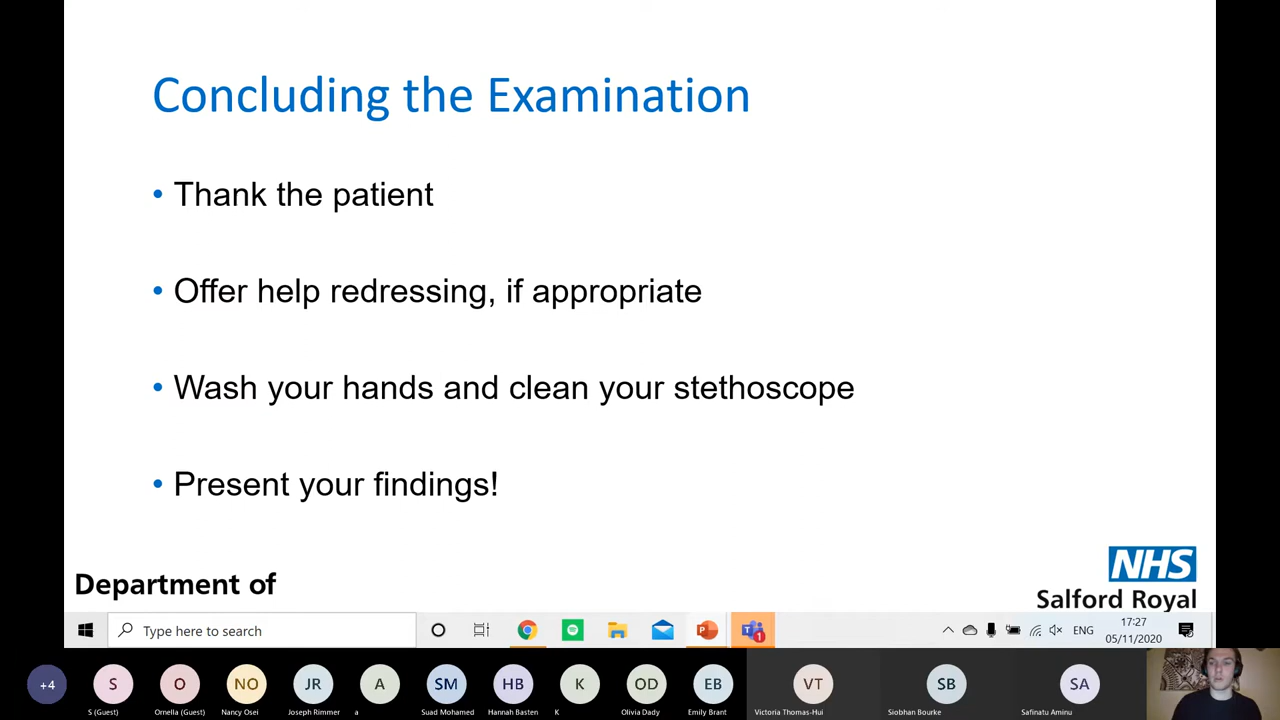 Concluding the Examination
• Thank the patient
• Offer help redressing, if appropriate
• Wash your hands and clean your stethoscope
• Present your findings!
Department of
NHS
Salford Royal
Type here to search
P
T
1
ENG
17:27
05/11/2020
+4
S
O
NO
JR
A
SM
HB
K
OD
EB
VT
SB
SA
S (Guest)
Ornella (Guest)
Nancy Osei
Joseph Rimmer
a
Suad Mohamed
Hannah Basten
K
Olivia Dady
Emily Brant
Victoria Thomas-Hui
Siobhan Bourke
Safinatu Aminu